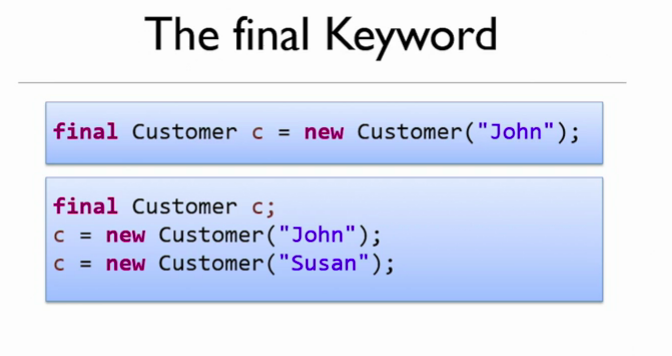 The final Keyword
final Customer c = new Customer("John");
final Customer c;
c = new Customer("John");
c = new Customer("Susan");